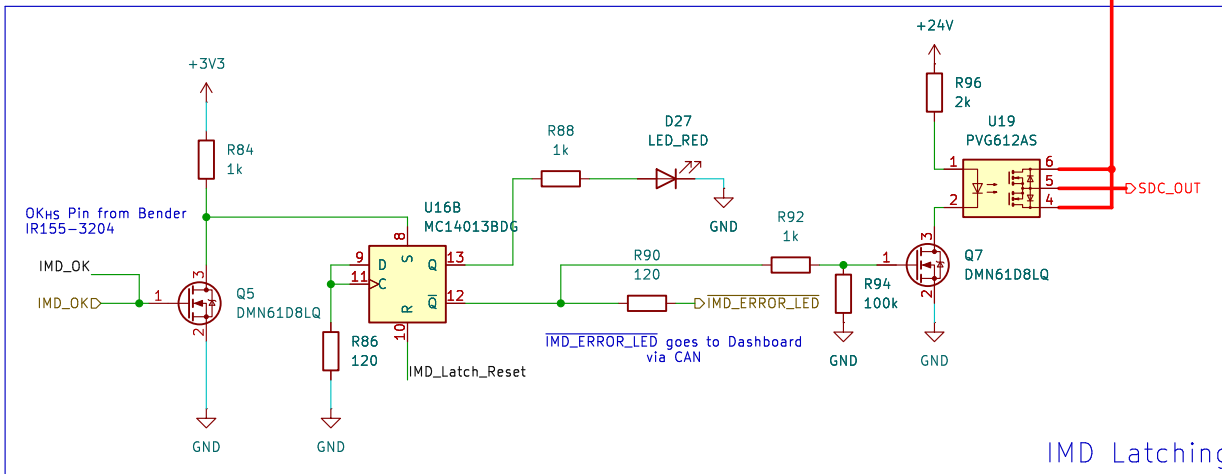 +24V
+3V3
R96
2k
U19
PVG612AS
D27
LED_RED
R88
1k
R84
1k
1
2
6
5
4
SDC_OUT
OKHS Pin from Bender
IR155-3204
U16B
MC14013BDG
GND
R92
1k
IMD_OK
IMD_OK
1
3
2
Q5
DMN61D8LQ
8
9
11
D
C
S
Q
Q
R
13
12
10
R90
120
IMD_ERROR_LED
1
3
2
Q7
DMN61D8LQ
R94
100k
R86
120
IMD_ERROR_LED goes to Dashboard
via CAN
GND
GND
IMD_Latch_Reset
GND
GND
IMD Latching